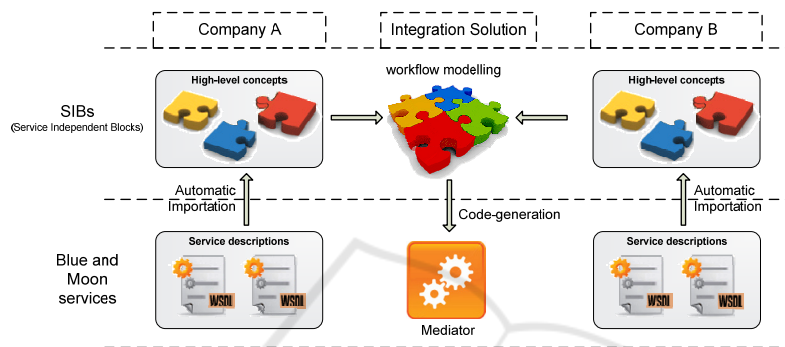 Company A
Integration Solution
Company B
High-level concepts
workflow modelling
High-level concepts
SIBs
(Service Independent Blocks)
Automatic
Importation
Code-generation
Automatic
Importation
Blue and
Moon
services
Service descriptions
WSDL
WSDL
Mediator
Service descriptions
WSDL
WSDL